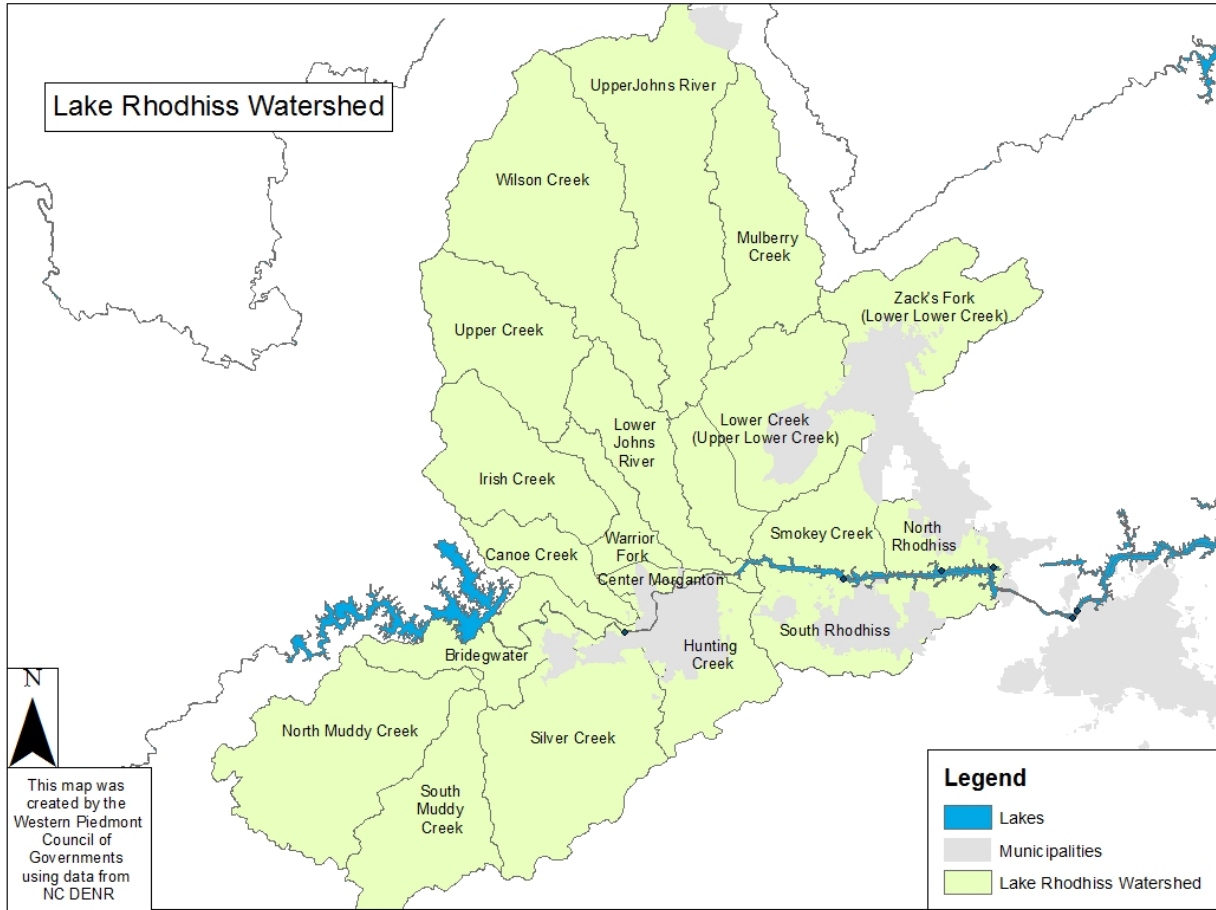 Lake Rhodhiss Watershed
UpperJohns River
Wilson Creek
Mulberry
Creek
Zack's Fork
(Lower Lower Creek)
Upper Creek
Lower
Johns
River
Lower Creek
(Upper Lower Creek)
Irish Creek
Smokey Creek
North
Rhodhiss
Warrior
Fork
Canoe Creek
Center Morganton
South Rhodhiss
Hunting
Creek
Bridegwater
North Muddy Creek
Silver Creek
South
Muddy
Creek
N
This map was
created by the
Western Piedmont
Council of
Governments
using data from
NC DENR
Legend
Lakes
Municipalities
Lake Rhodhiss Watershed